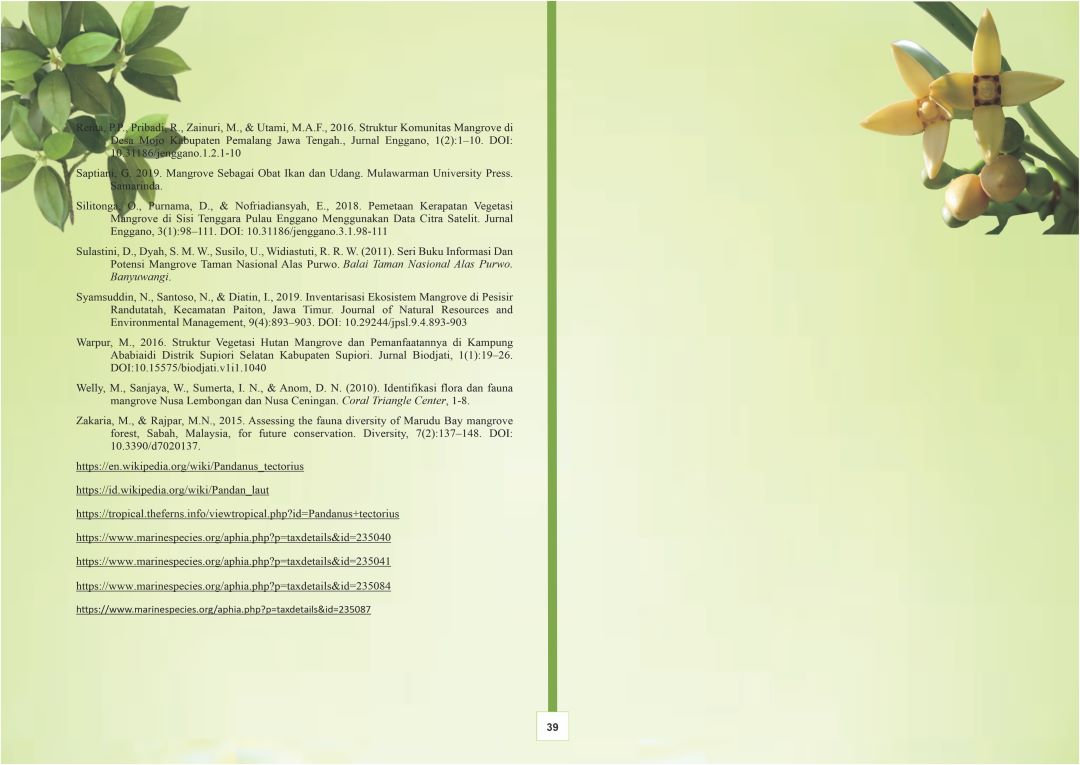 Renta, P.P., Pribadi, R., Zainuri, M., & Utami, M.A.F., 2016. Struktur Komunitas Mangrove di
Desa Mojo Kabupaten Pemalang Jawa Tengah., Jurnal Enggano, 1(2):1–10. DOI:
10.31186/jenggano.1.2.1-10
Saptiani, G. 2019. Mangrove Sebagai Obat Ikan dan Udang. Mulawarman University Press.
Samarinda.
Silitonga, O., Purnama, D., & Nofriadiansyah, E., 2018. Pemetaan Kerapatan Vegetasi
Mangrove di Sisi Tenggara Pulau Enggano Menggunakan Data Citra Satelit. Jurnal
Enggano, 3(1):98–111. DOI: 10.31186/jenggano.3.1.98-111
Sulastini, D., Dyah, S. M. W., Susilo, U., Widiastuti, R. R. W. (2011). Seri Buku Informasi Dan
Potensi Mangrove Taman Nasional Alas Purwo. Balai Taman Nasional Alas Purwo.
Banyuwangi.
Syamsuddin, N., Santoso, N., & Diatin, I., 2019. Inventarisasi Ekosistem Mangrove di Pesisir
Randutatah, Kecamatan Paiton, Jawa Timur. Journal of Natural Resources and
Environmental Management, 9(4):893–903. DOI: 10.29244/jpsl.9.4.893-903
Warpur, M., 2016. Struktur Vegetasi Hutan Mangrove dan Pemanfaatannya di Kampung
Ababiaidi Distrik Supiori Selatan Kabupaten Supiori. Jurnal Biodjati, 1(1):19–26.
DOI:10.15575/biodjati.v1i1.1040
Welly, M., Sanjaya, W., Sumerta, I. N., & Anom, D. N. (2010). Identifikasi flora dan fauna
mangrove Nusa Lembongan dan Nusa Ceningan. Coral Triangle Center, 1-8.
Zakaria, M., & Rajpar, M.N., 2015. Assessing the fauna diversity of Marudu Bay mangrove
forest, Sabah, Malaysia, for future conservation. Diversity, 7(2):137–148. DOI:
10.3390/d7020137.
https://en.wikipedia.org/wiki/Pandanus_tectorius
https://id.wikipedia.org/wiki/Pandan_laut
https://tropical.theferns.info/viewtropical.php?id=Pandanus+tectorius
https://www.marinespecies.org/aphia.php?p=taxdetails&id=235040
https://www.marinespecies.org/aphia.php?p=taxdetails&id=235041
https://www.marinespecies.org/aphia.php?p=taxdetails&id=235084
https://www.marinespecies.org/aphia.php?p=taxdetails&id=235087
39